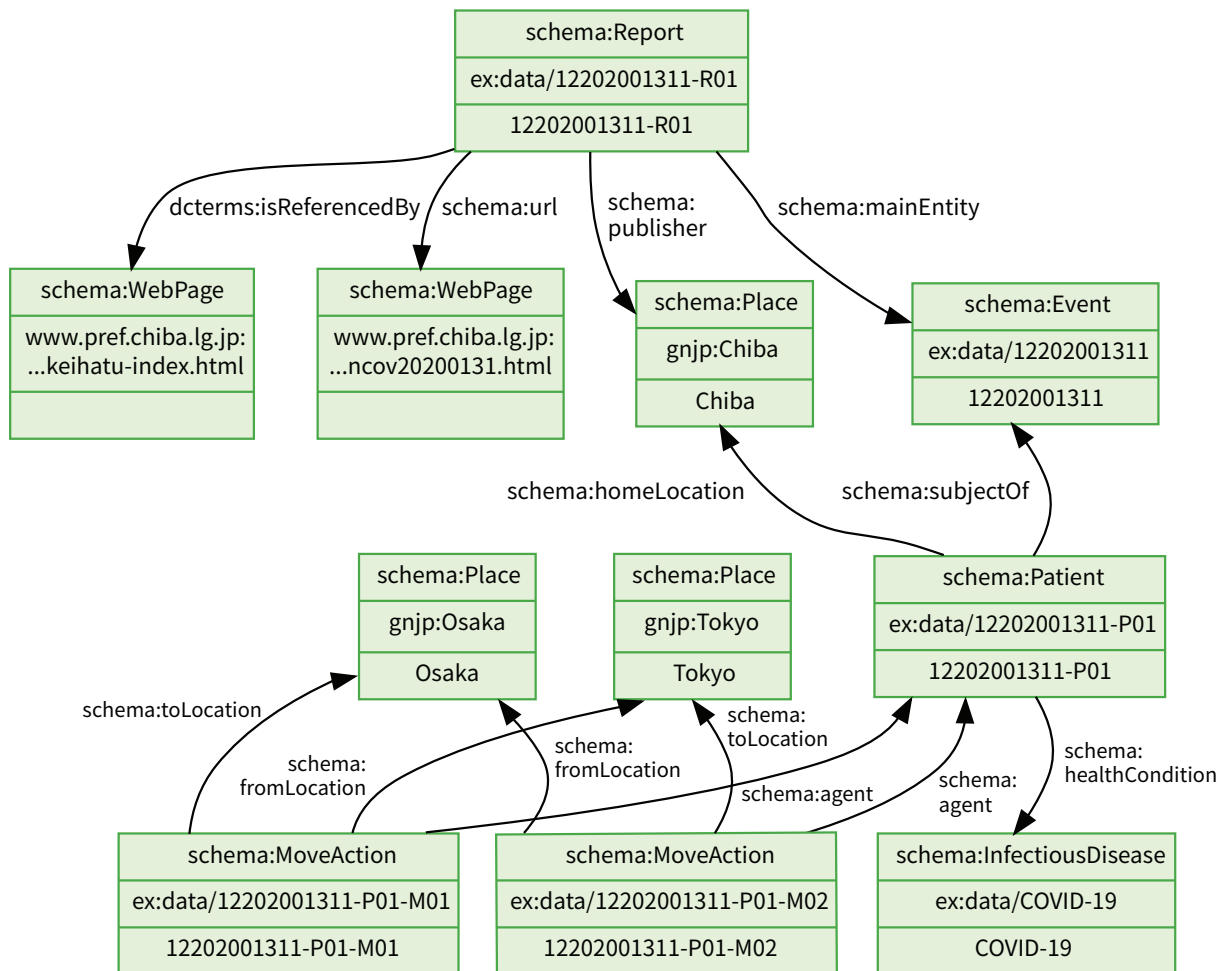 schema:Report
ex:data/12202001311-R01
12202001311-R01
dcterms:isReferencedBy
schema:url
schema:
publisher
schema:mainEntity
schema:WebPage
www.pref.chiba.lg.jp:
...keihatu-index.html
schema:WebPage
www.pref.chiba.lg.jp:
...ncov20200131.html
schema:Place
gnjp:Chiba
Chiba
schema:Event
ex:data/12202001311
12202001311
schema:homeLocation
schema:subjectOf
schema:Place
gnjp:Osaka
Osaka
schema:Place
gnjp:Tokyo
Tokyo
schema:Patient
ex:data/12202001311-P01
12202001311-P01
schema:toLocation
schema:
fromLocation
schema:
fromLocation
schema:
toLocation
schema:agent
schema:
agent
schema:
healthCondition
schema:MoveAction
ex:data/12202001311-P01-M01
12202001311-P01-M01
schema:MoveAction
ex:data/12202001311-P01-M02
12202001311-P01-M02
schema:InfectiousDisease
ex:data/COVID-19
COVID-19